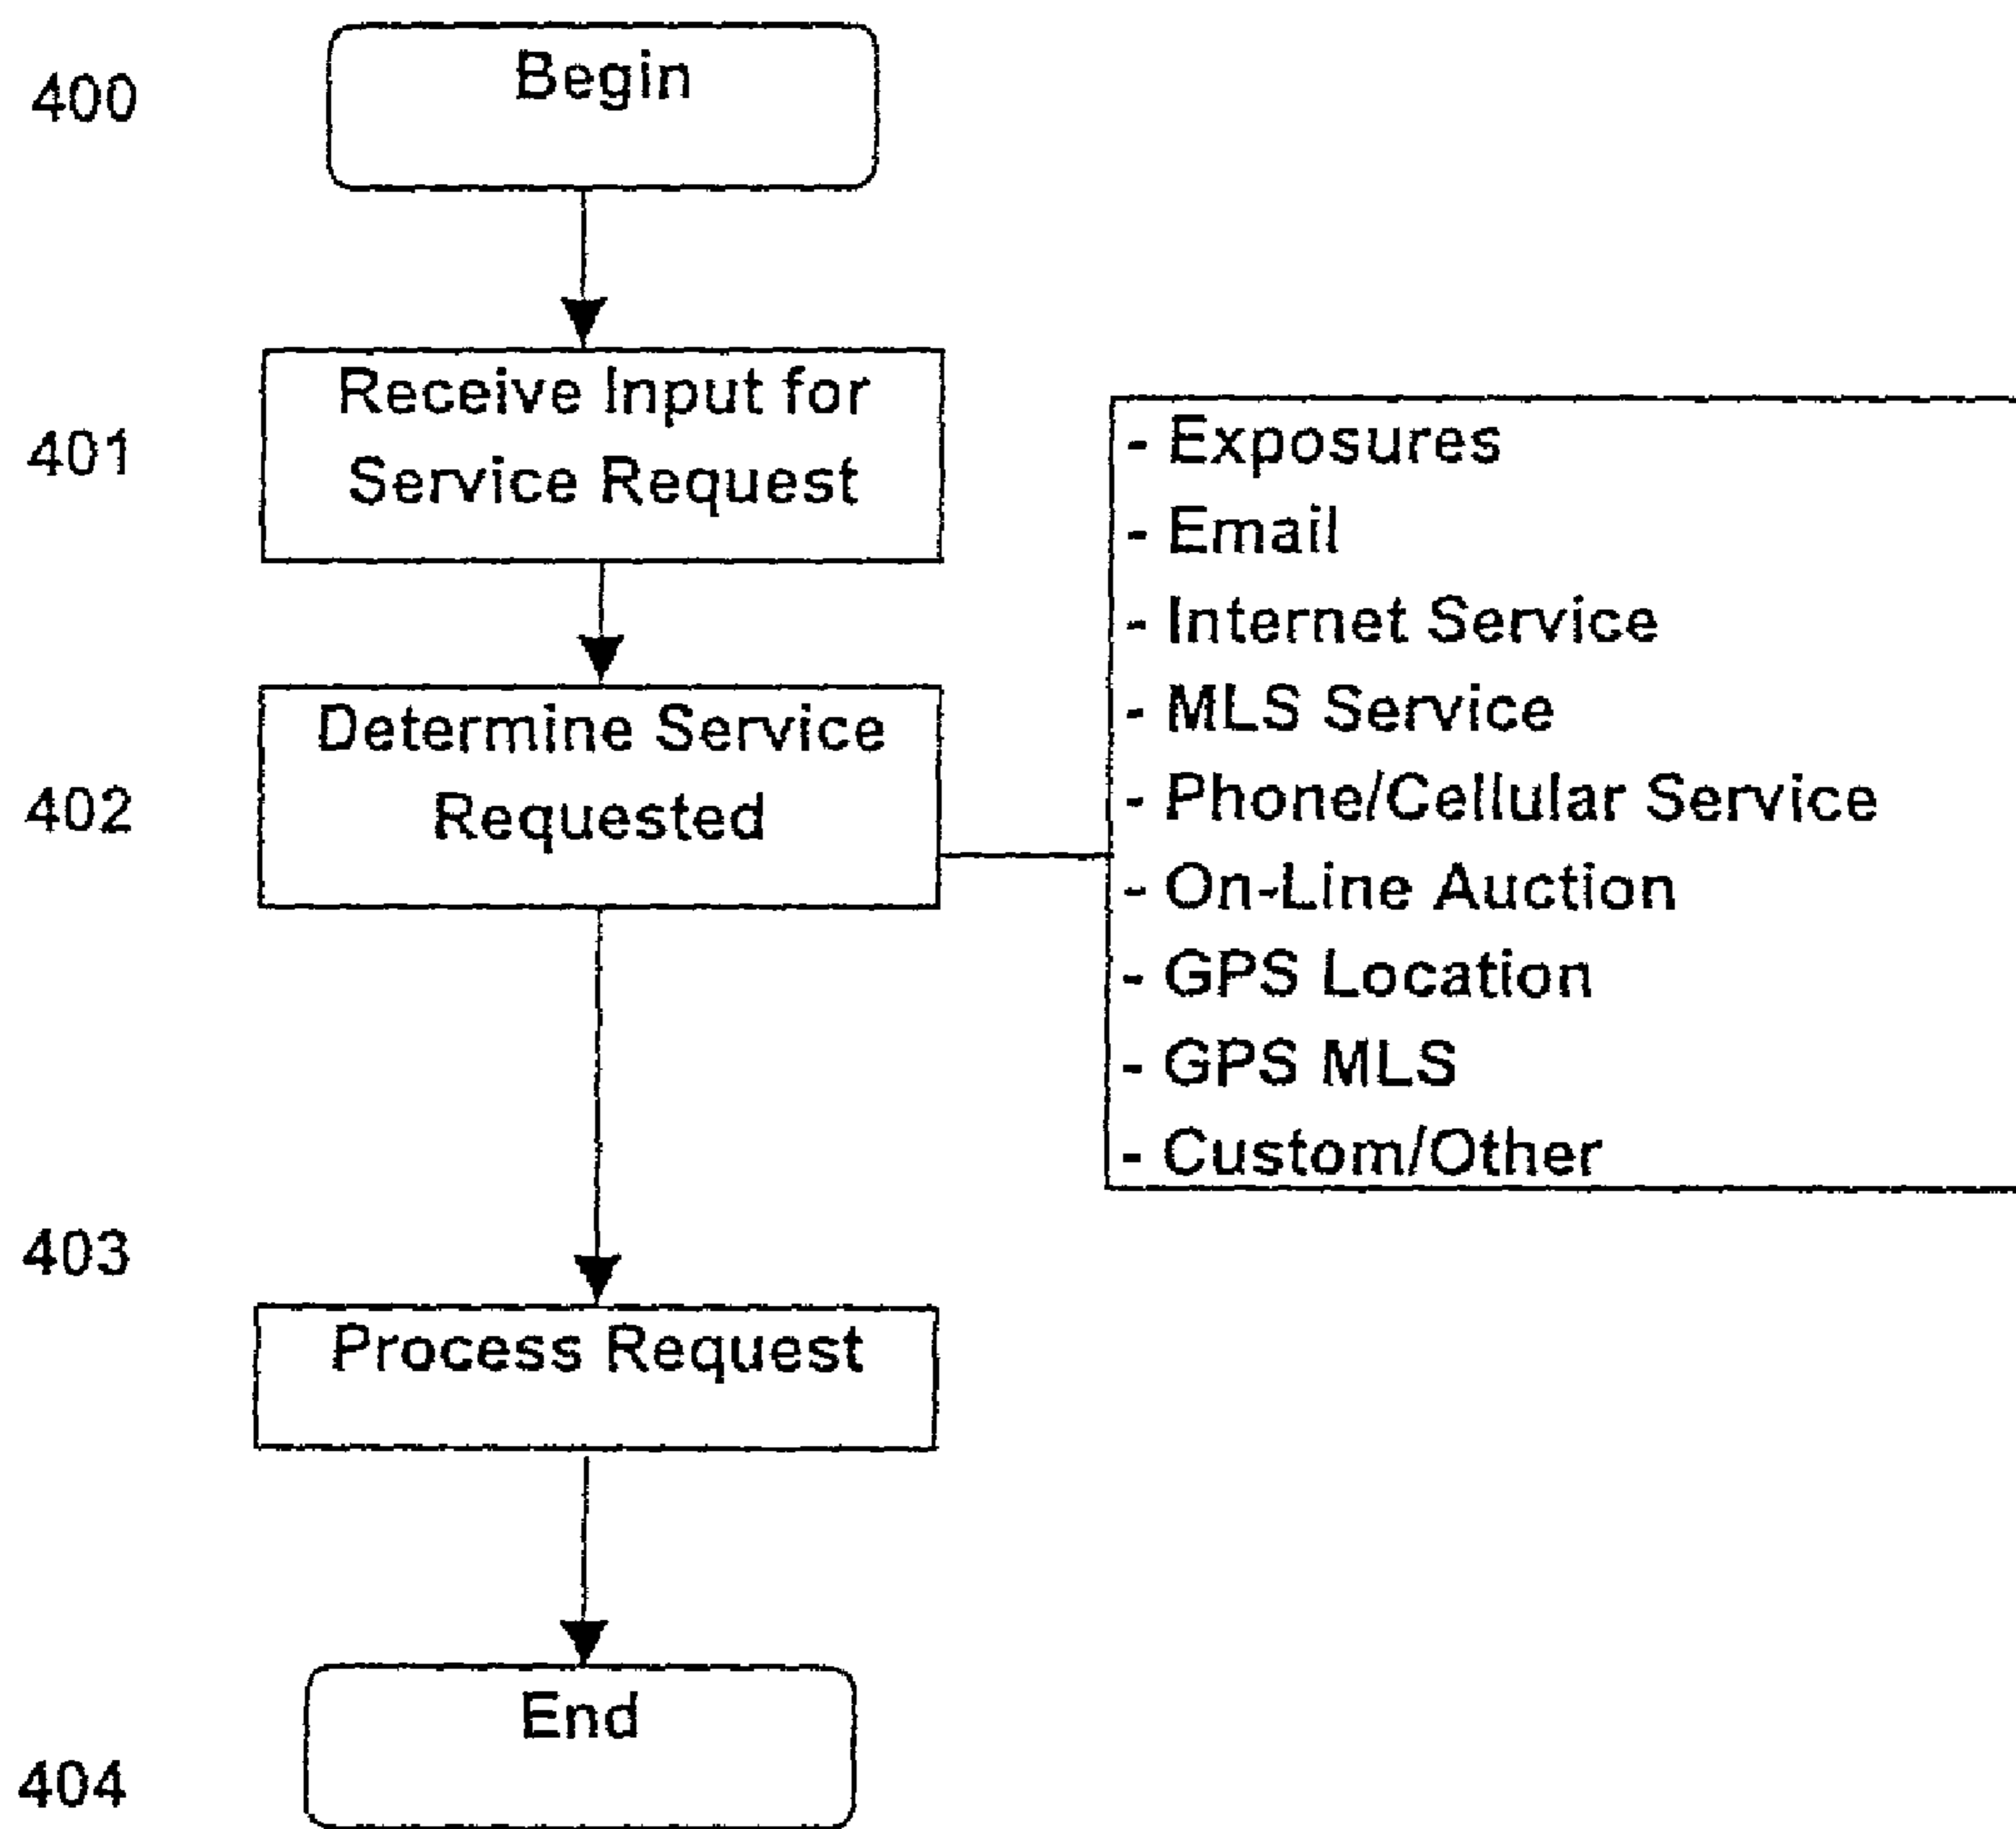 400
Begin
401
Receive Input for
Service Request
402
Determine Service
Requested
- Exposures
- Email
- Internet Service
- MLS Service
- Phone/Cellular Service
- On-Line Auction
- GPS Location
- GPS MLS
- Custom/Other
403
Process Request
End
404